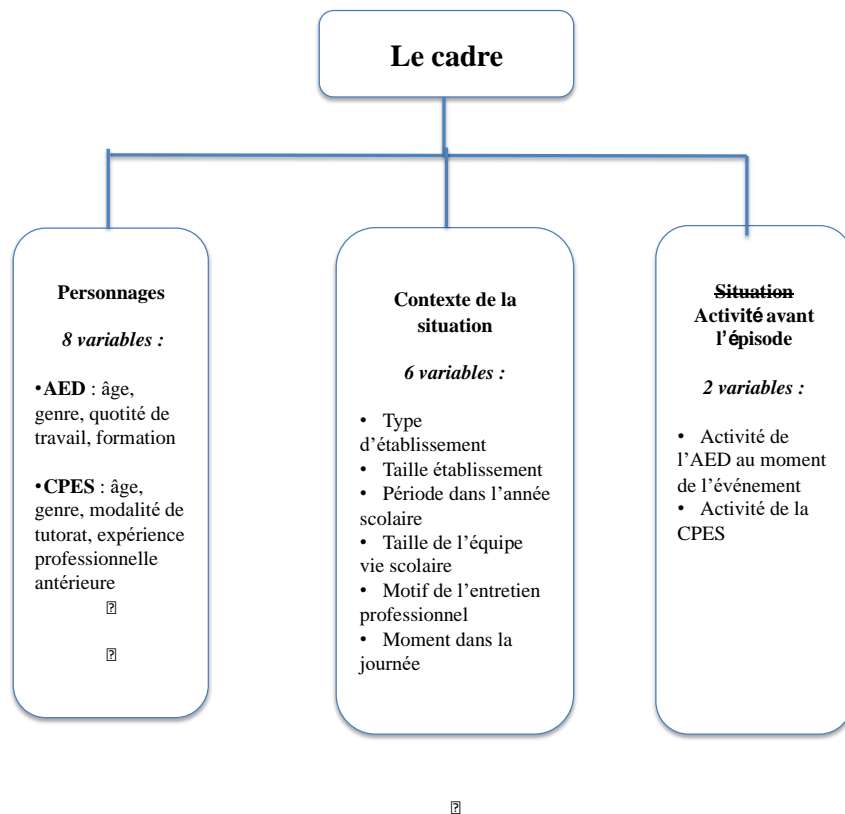 Le cadre
Personnages
8 variables :
•AED : âge,
genre, quotité de
travail, formation
•CPES : âge,
genre, modalité de
tutorat, expérience
professionnelle
antérieure
Contexte de la
situation
6 variables :
• Type
d’établissement
• Taille établissement
• Période dans l’année
scolaire
• Taille de l’équipe
vie scolaire
• Motif de l’entretien
professionnel
• Moment dans la
journée
Situation
Activité avant
l’épisode
2 variables :
• Activité de
l’AED au moment
de l’événement
• Activité de la
CPES